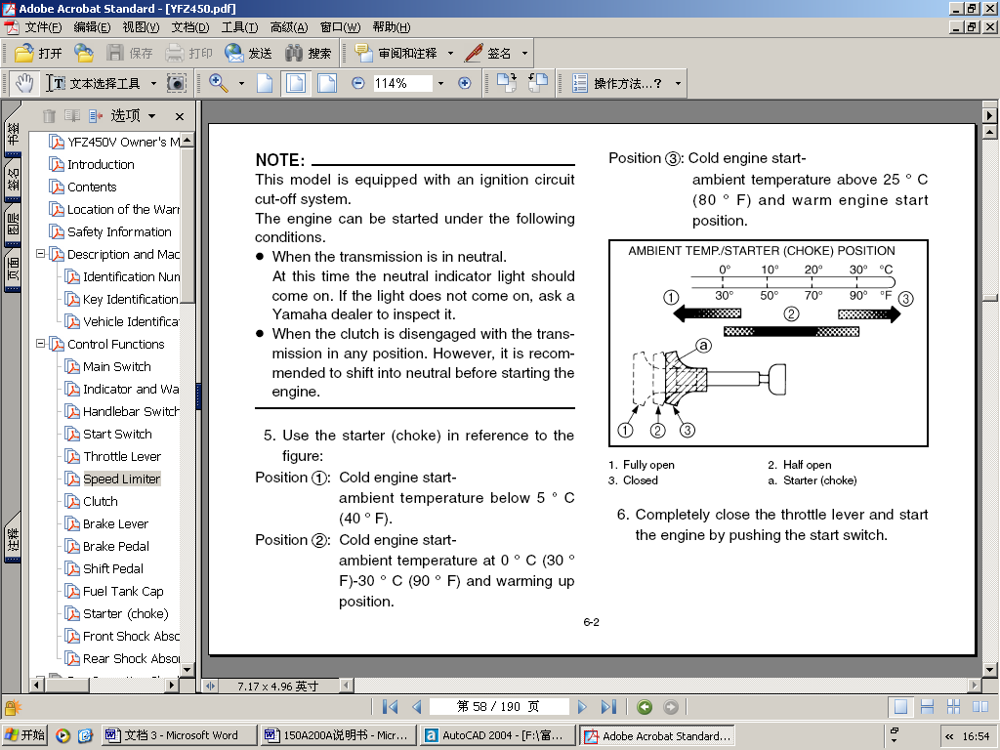 Adobe Acrobat Standard - [YFZ450.pdf]
文件(F) 编辑(E) 视图(V) 文档(D) 工具(T) 高级(A) 窗口(W) 帮助(H)
打开 保存 打印 发送 搜索 审阅和注释 签名
文本选择工具 114% 操作方法...?
选项
书签
签名
图层
页面
注释
YFZ450V Owner's M
Introduction
Contents
Location of the Warr
Safety Information
Description and Mac
Identification Nun
Key Identification
Vehicle Identifica
Control Functions
Main Switch
Indicator and Wa
Handlebar Switch
Start Switch
Throttle Lever
Speed Limiter
Clutch
Brake Lever
Brake Pedal
Shift Pedal
Fuel Tank Cap
Starter (choke)
Front Shock Abso
Rear Shock Absor
NOTE:
This model is equipped with an ignition circuit
cut-off system.
The engine can be started under the following
conditions.
● When the transmission is in neutral.
At this time the neutral indicator light should
come on. If the light does not come on, ask a
Yamaha dealer to inspect it.
● When the clutch is disengaged with the trans-
mission in any position. However, it is recom-
mended to shift into neutral before starting the
engine.
5. Use the starter (choke) in reference to the
figure:
Position ①: Cold engine start-
ambient temperature below 5 ° C
(40 ° F).
Position ②: Cold engine start-
ambient temperature at 0 ° C (30 °
F)-30 ° C (90 ° F) and warming up
position.
Position ③: Cold engine start-
ambient temperature above 25 ° C
(80 ° F) and warm engine start
position.
AMBIENT TEMP./STARTER (CHOKE) POSITION
0° 10° 20° 30° °C
30° 50° 70° 90° °F
① ② ③
ⓐ
① ② ③
1. Fully open 2. Half open
3. Closed a. Starter (choke)
6. Completely close the throttle lever and start
the engine by pushing the start switch.
6-2
7.17 x 4.96 英寸
第 58 / 190 页
开始 文档 3 - Microsoft Word 150A200A说明书 - Micr... AutoCAD 2004 - [F:\富... Adobe Acrobat Standard... « 16:54